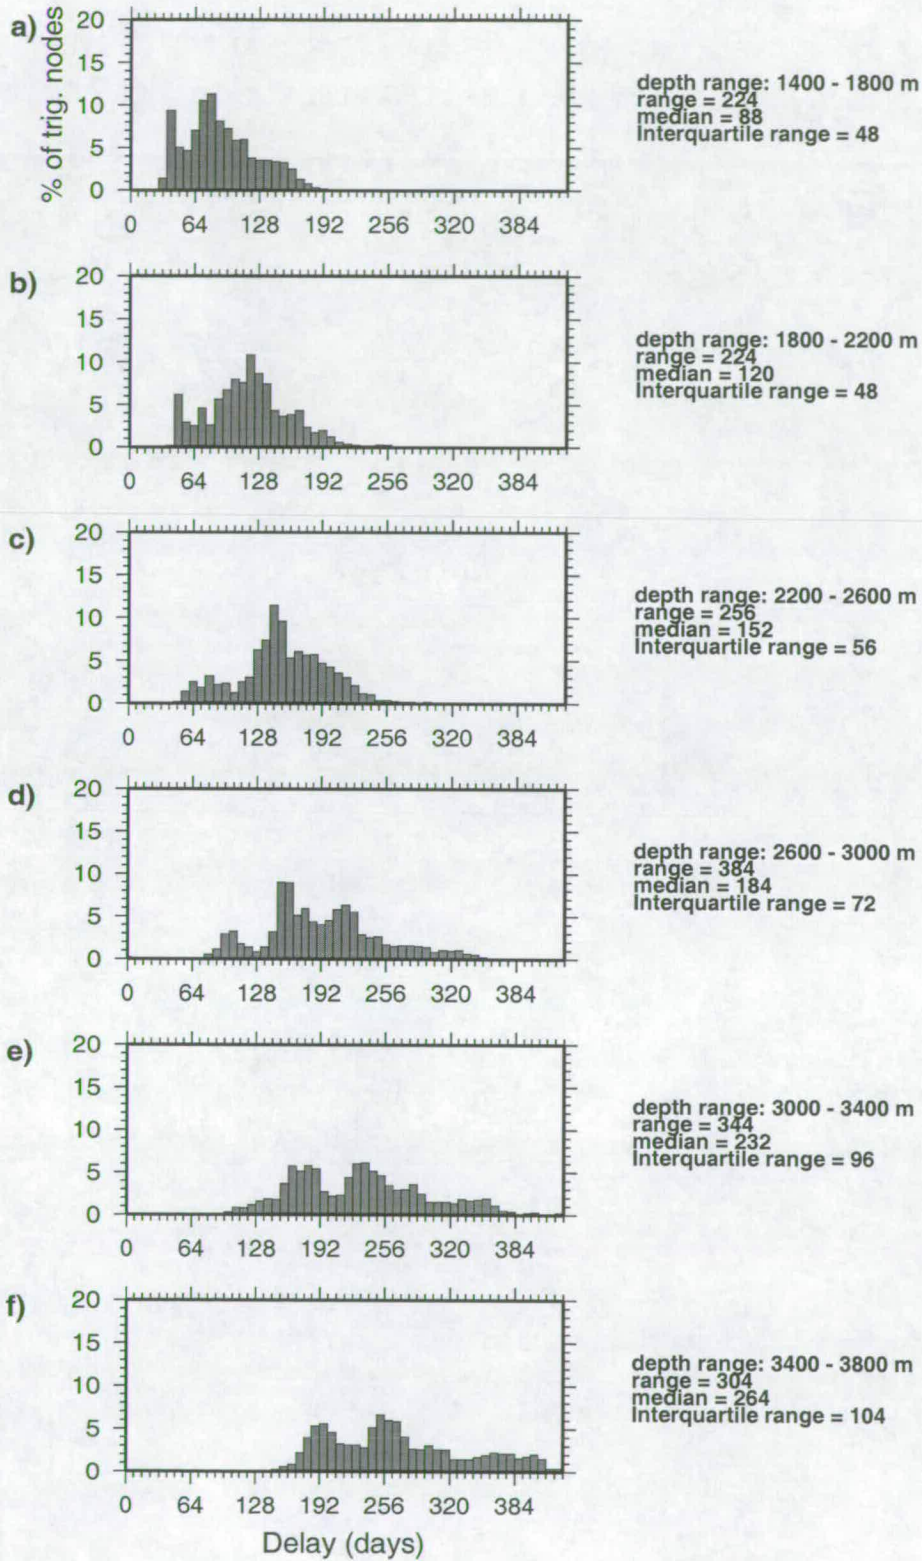 a)
% of trig. nodes
20
15
10
5
0
0 64 128 192 256 320 384
depth range: 1400 - 1800 m
range = 224
median = 88
Interquartile range = 48
b)
20
15
10
5
0
0 64 128 192 256 320 384
depth range: 1800 - 2200 m
range = 224
median = 120
Interquartile range = 48
c)
20
15
10
5
0
0 64 128 192 256 320 384
depth range: 2200 - 2600 m
range = 256
median = 152
Interquartile range = 56
d)
20
15
10
5
0
0 64 128 192 256 320 384
depth range: 2600 - 3000 m
range = 384
median = 184
Interquartile range = 72
e)
20
15
10
5
0
0 64 128 192 256 320 384
depth range: 3000 - 3400 m
range = 344
median = 232
Interquartile range = 96
f)
20
15
10
5
0
0 64 128 192 256 320 384
depth range: 3400 - 3800 m
range = 304
median = 264
Interquartile range = 104
Delay (days)